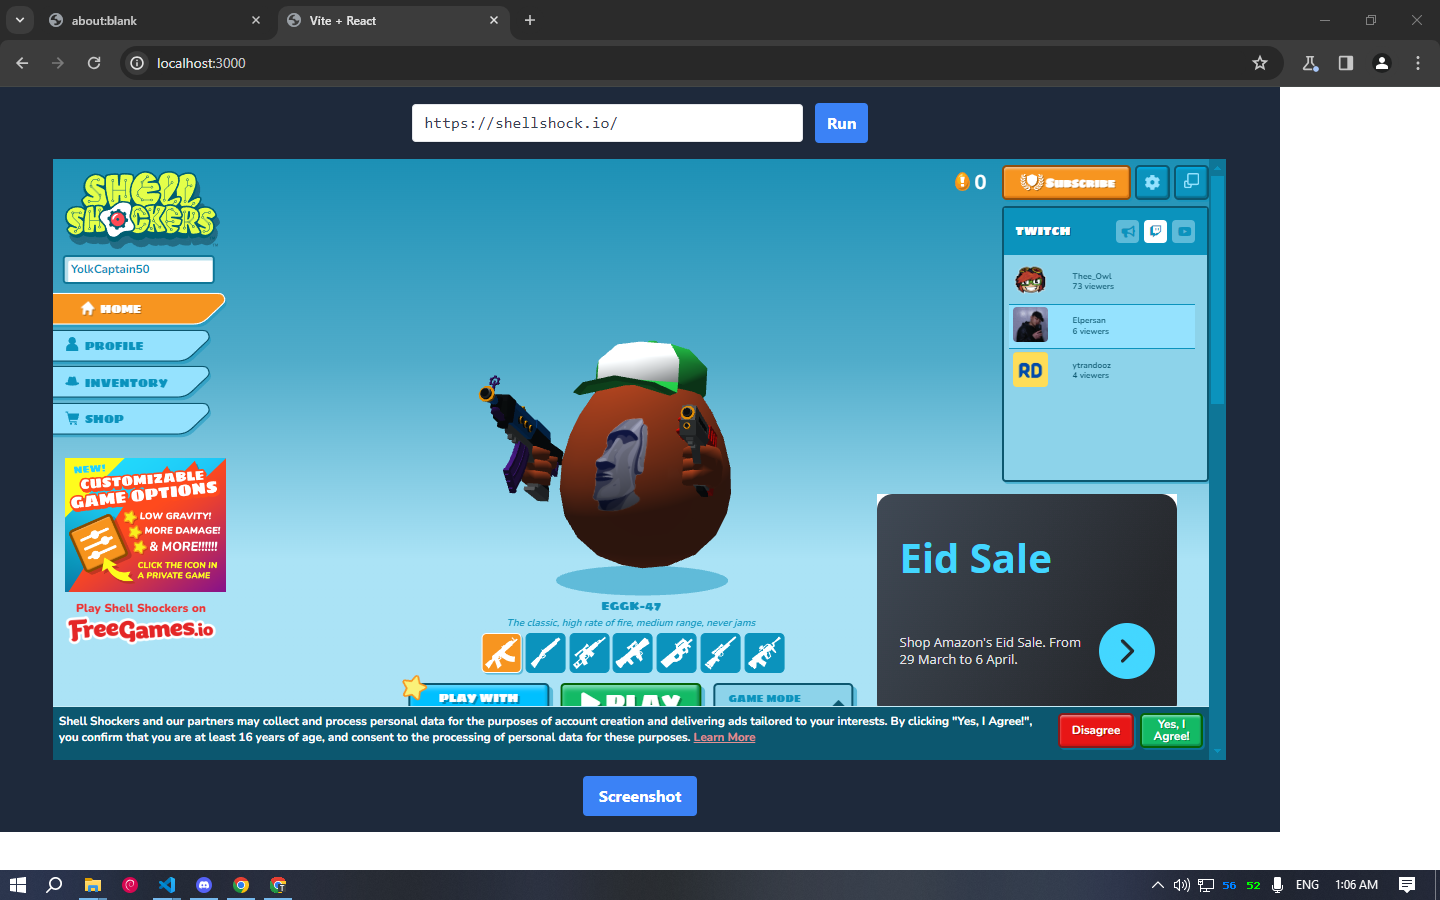 about:blank
Vite + React
localhost:3000
https://shellshock.io/
Run
SHELL
SHOCKERS
0
SUBSCRIBE
YolkCaptain50
HOME
PROFILE
INVENTORY
SHOP
TWITCH
Thee_Owl
73 viewers
Elpersan
6 viewers
RD
ytrandooz
4 viewers
NEW!
CUSTOMIZABLE
GAME OPTIONS
LOW GRAVITY!
MORE DAMAGE!
& MORE!!!!!!
CLICK THE ICON IN
A PRIVATE GAME
Play Shell Shockers on
FreeGames.io
EGGK-47
The classic, high rate of fire, medium range, never jams
PLAY WITH
PLAY
GAME MODE
Eid Sale
Shop Amazon's Eid Sale. From
29 March to 6 April.
Shell Shockers and our partners may collect and process personal data for the purposes of account creation and delivering ads tailored to your interests. By clicking "Yes, I Agree!",
you confirm that you are at least 16 years of age, and consent to the processing of personal data for these purposes. Learn More
Disagree
Yes, I
Agree!
Screenshot
56
52
ENG
1:06 AM